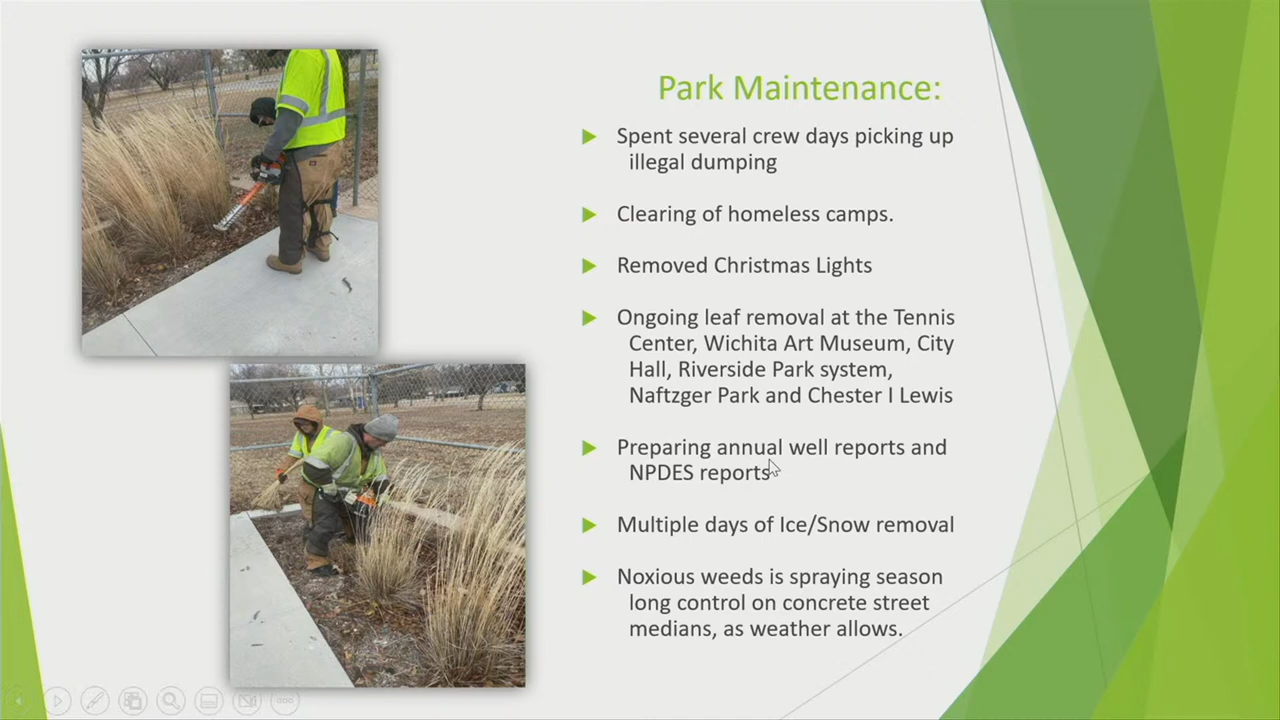 Park Maintenance:
Spent several crew days picking up
illegal dumping
Clearing of homeless camps.
Removed Christmas Lights
Ongoing leaf removal at the Tennis
Center, Wichita Art Museum, City
Hall, Riverside Park system,
Naftzger Park and Chester I Lewis
Preparing annual well reports and
NPDES reports
Multiple days of Ice/Snow removal
Noxious weeds is spraying season
long control on concrete street
medians, as weather allows.